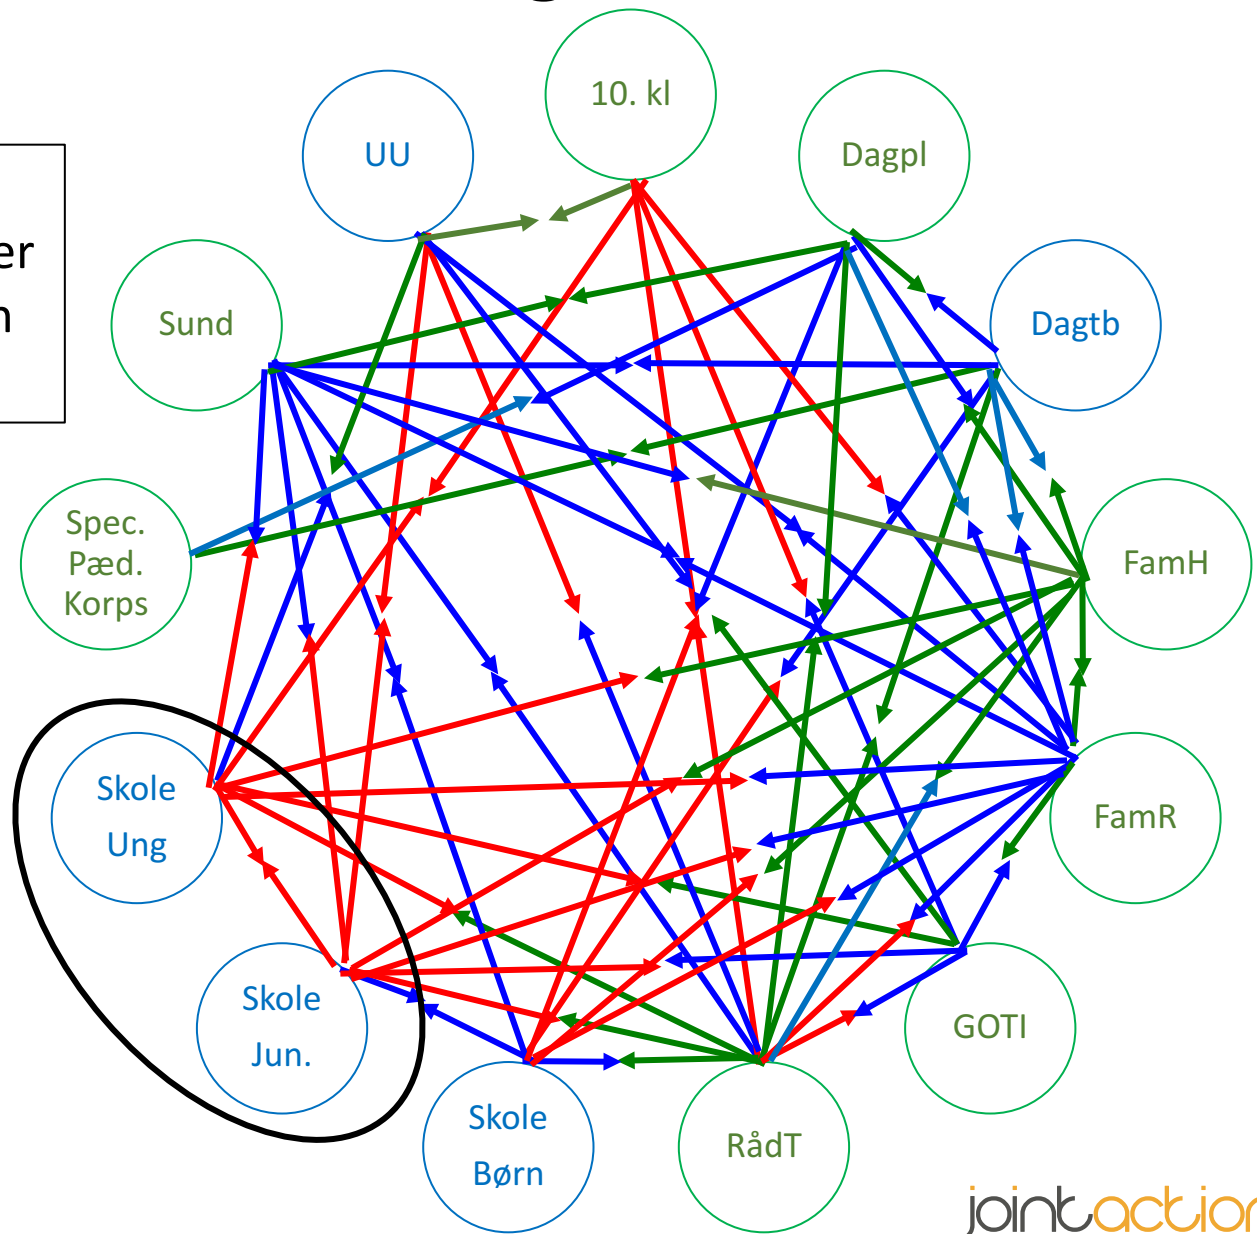 10. kl
UU
Dagpl
er
Sund
Dagtb
Spec.
Pæd.
Korps
FamH
Skole
Ung
FamR
Skole
Jun.
GOTI
Skole
Børn
RådT